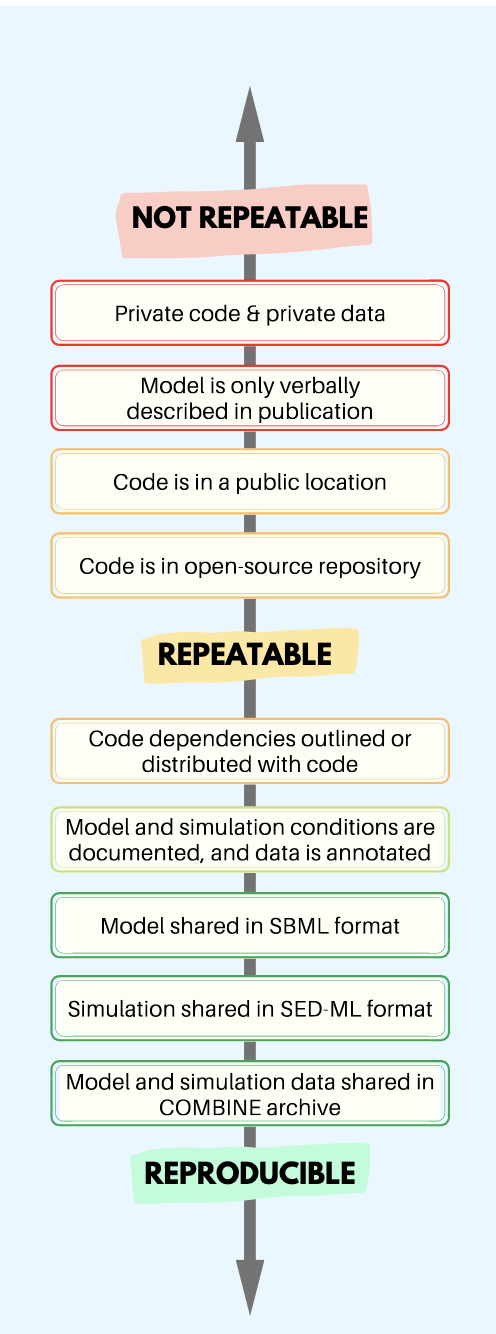 NOT REPEATABLE
Private code & private data
Model is only verbally
described in publication
Code is in a public location
Code is in open-source repository
REPEATABLE
Code dependencies outlined or
distributed with code
Model and simulation conditions are
documented, and data is annotated
Model shared in SBML format
Simulation shared in SED-ML format
Model and simulation data shared in
COMBINE archive
REPRODUCIBLE